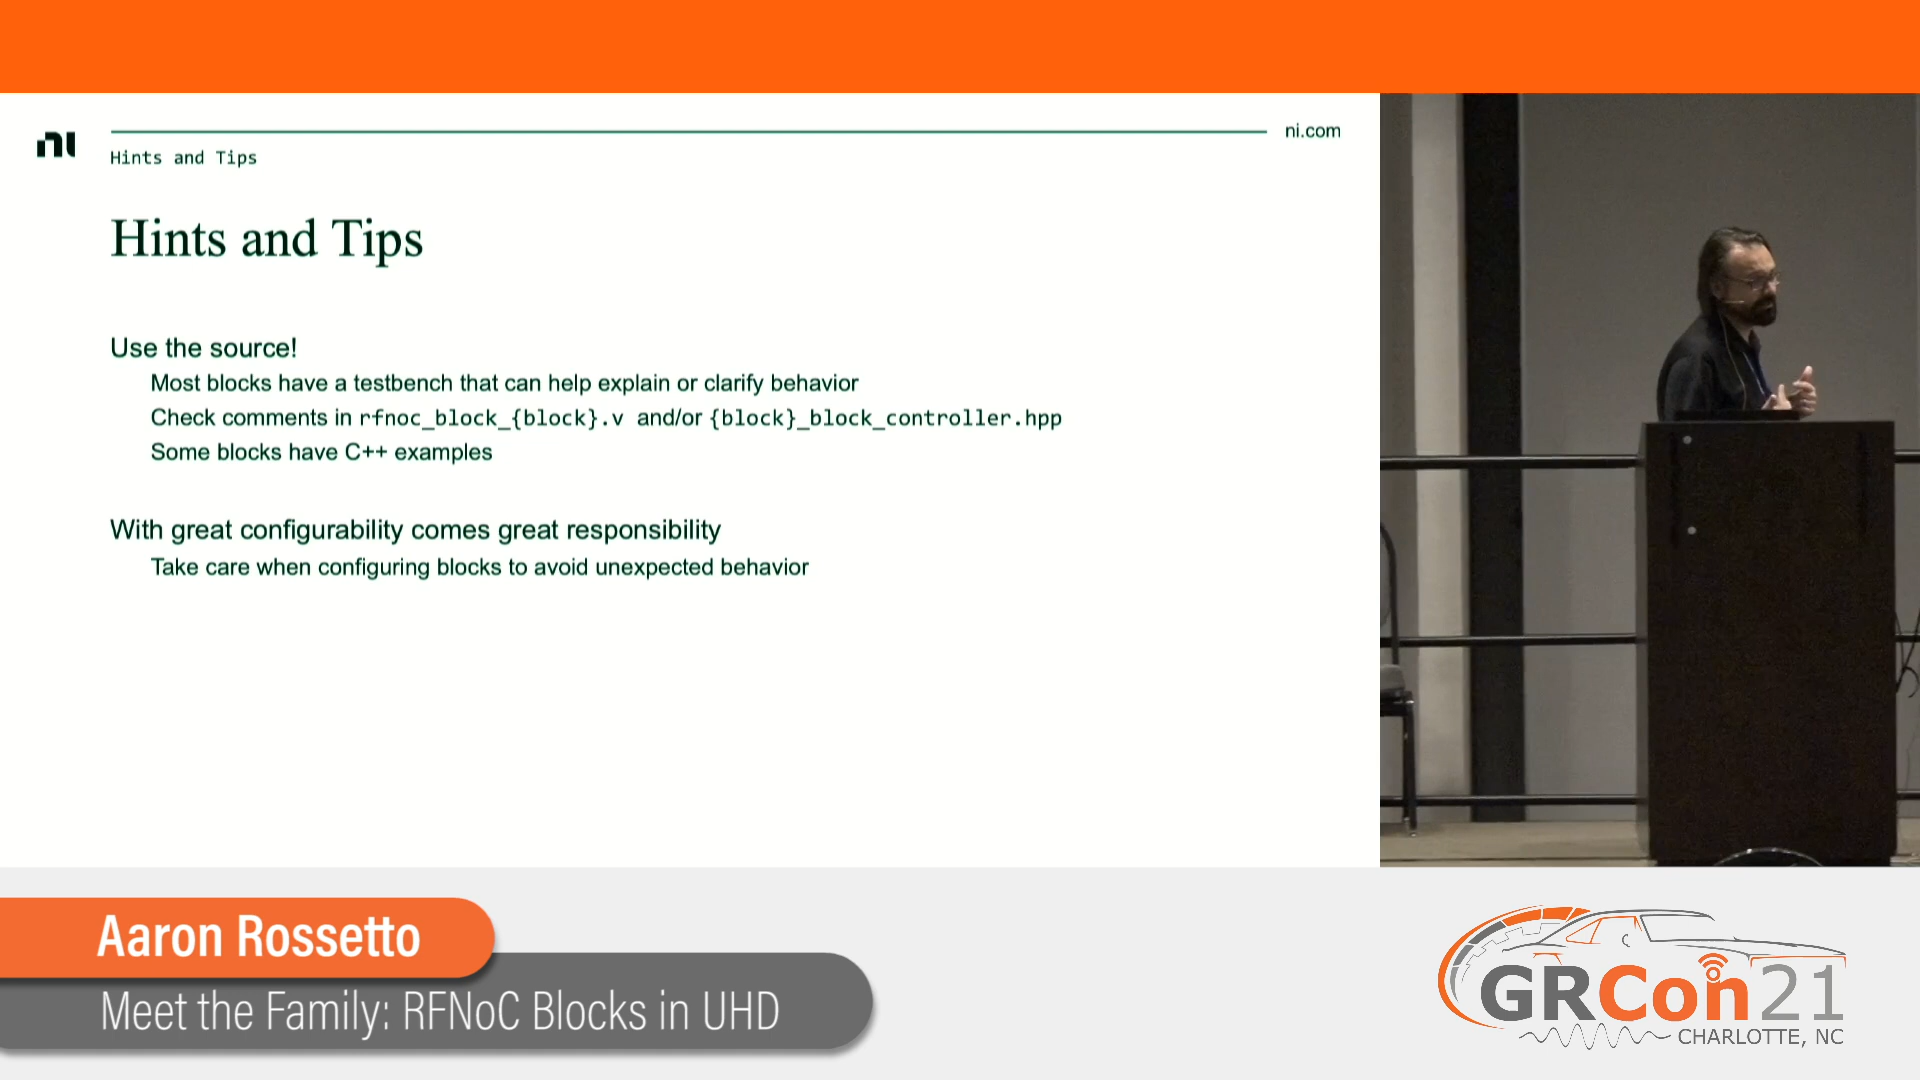 ni
ni.com
Hints and Tips
Hints and Tips
Use the source!
Most blocks have a testbench that can help explain or clarify behavior
Check comments in rfnoc_block_{block}.v and/or {block}_block_controller.hpp
Some blocks have C++ examples
With great configurability comes great responsibility
Take care when configuring blocks to avoid unexpected behavior
Aaron Rossetto
Meet the Family: RFNoC Blocks in UHD
GRCon21
CHARLOTTE, NC